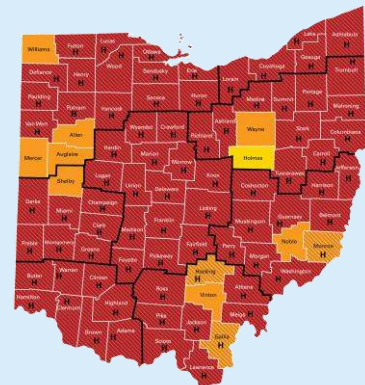 Williams
Fulton
Lucas
Ottawa
Lake
Ashtabula
H
Defiance
Henry
Wood
Sandusky
Erie
Lorain
Cuyahoga
Geauga
Trumbull
Paulding
Putnam
Hancock
Seneca
Huron
Medina
Summit
Portage
Mahoning
Van Wert
Allen
Wyandot
Crawford
Richland
Ashland
Wayne
Stark
Columbiana
Mercer
Auglaize
Hardin
Marion
Morrow
Holmes
Carroll
Jefferson
Shelby
Logan
Union
Delaware
Knox
Coshocton
Tuscarawas
Harrison
Darke
Miami
Champaign
Clark
Madison
Franklin
Licking
Muskingum
Guernsey
Belmont
Preble
Montgomery
Greene
Fayette
Pickaway
Fairfield
Perry
Morgan
Noble
Monroe
Butler
Warren
Clinton
Ross
Hocking
Athens
Washington
Hamilton
Clermont
Highland
Pike
Vinton
Meigs
Brown
Adams
Scioto
Jackson
Gallia
Lawrence
H